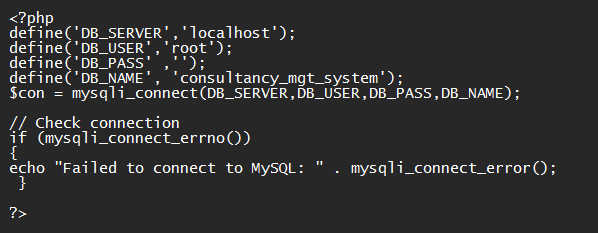 <?php
define('DB_SERVER','localhost');
define('DB_USER','root');
define('DB_PASS' ,'');
define('DB_NAME', 'consultancy_mgt_system');
$con = mysqli_connect(DB_SERVER,DB_USER,DB_PASS,DB_NAME);

// Check connection
if (mysqli_connect_errno())
{
echo "Failed to connect to MySQL: " . mysqli_connect_error();
 }

?>